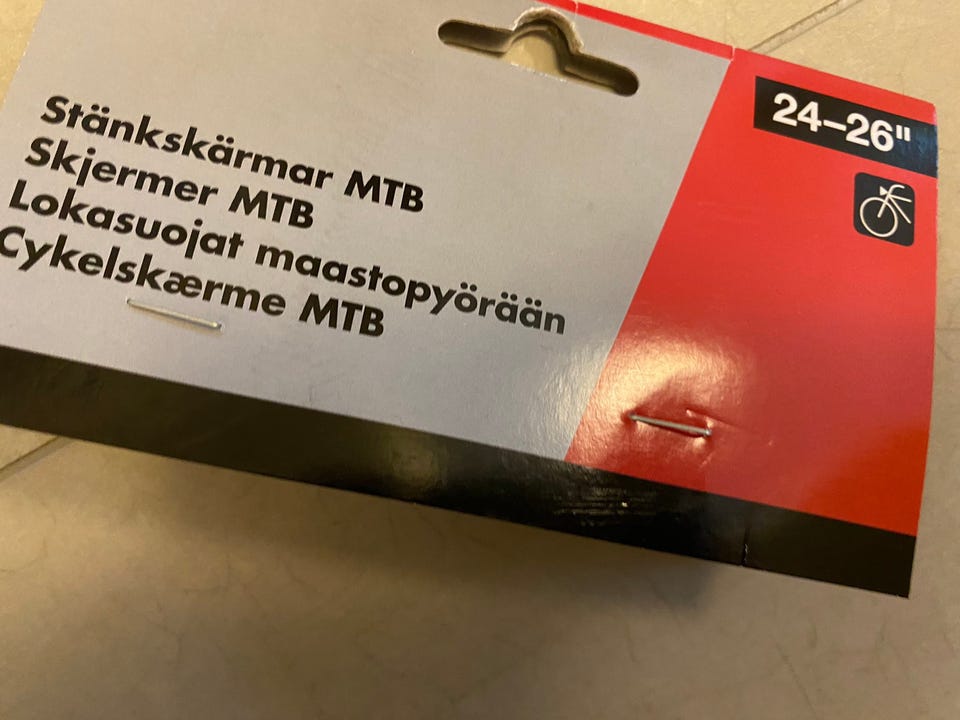 Stänkskärmar MTB
Skjermer MTB
Lokasuojat maastopyörään
Cykelskærme MTB
24–26"